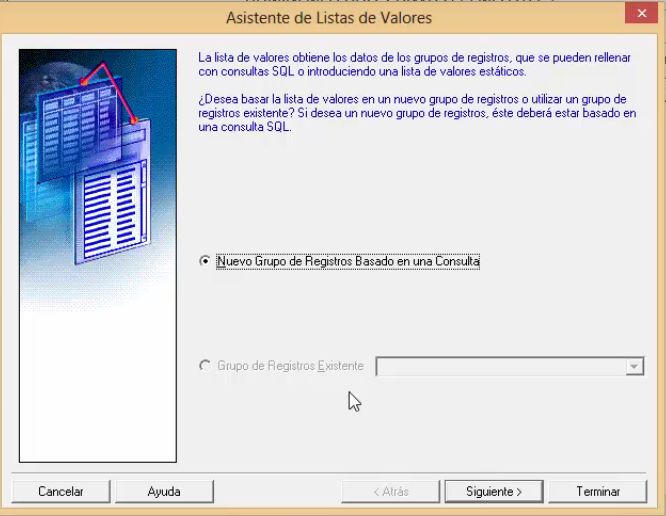 Asistente de Listas de Valores
La lista de valores obtiene los datos de los grupos de registros, que se pueden rellenar
con consultas SQL o introduciendo una lista de valores estáticos.
¿Desea basar la lista de valores en un nuevo grupo de registros o utilizar un grupo de
registros existente? Si desea un nuevo grupo de registros, éste deberá estar basado en
una consulta SQL.
Nuevo Grupo de Registros Basado en una Consulta
Grupo de Registros Existente
Cancelar
Ayuda
< Atrás
Siguiente >
Terminar